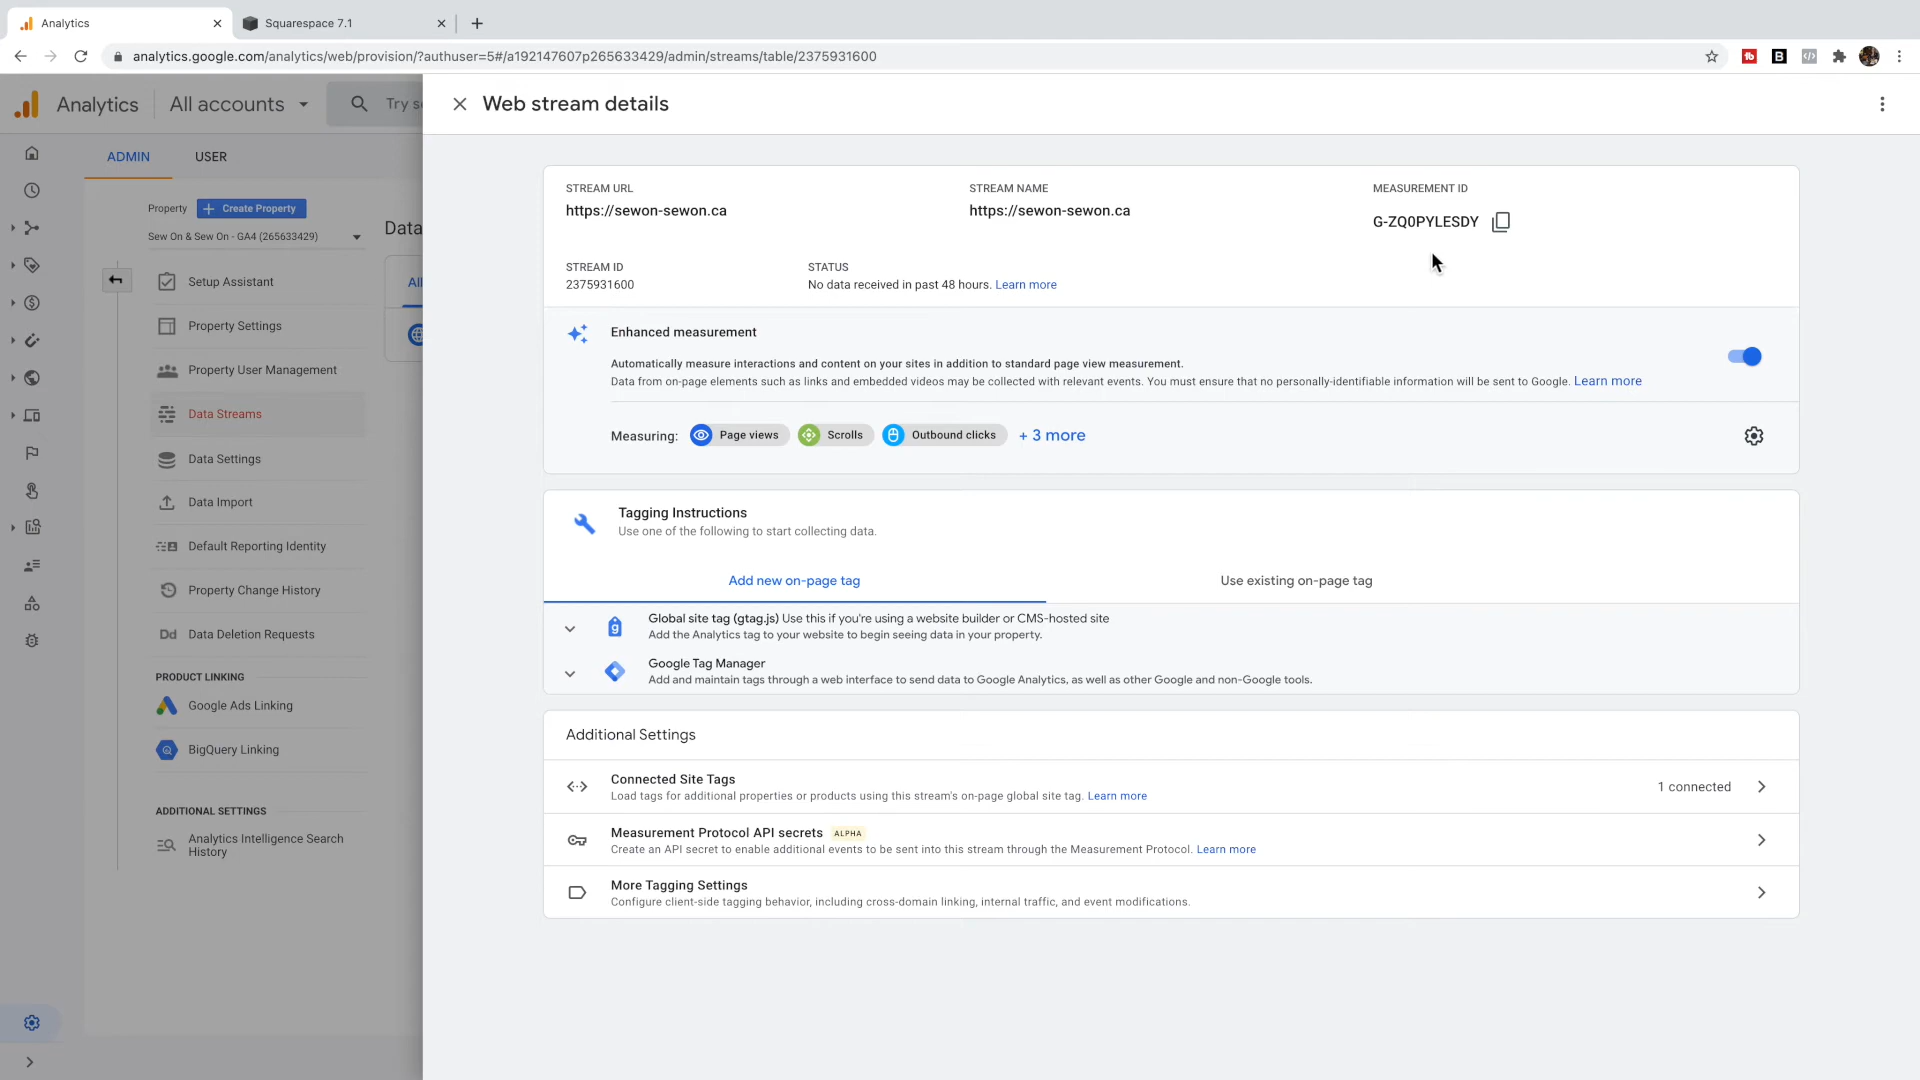 Analytics
Squarespace 7.1
analytics.google.com/analytics/web/provision/?authuser=5#/a192147607p265633429/admin/streams/table/2375931600
Analytics
All accounts
Try se
Web stream details
ADMIN
USER
Property
Create Property
Sew On & Sew On - GA4 (265633429)
Data
All
Setup Assistant
Property Settings
Property User Management
Data Streams
Data Settings
Data Import
Default Reporting Identity
Property Change History
Dd
Data Deletion Requests
PRODUCT LINKING
Google Ads Linking
BigQuery Linking
ADDITIONAL SETTINGS
Analytics Intelligence Search
History
STREAM URL
https://sewon-sewon.ca
STREAM NAME
https://sewon-sewon.ca
MEASUREMENT ID
G-ZQ0PYLESDY
STREAM ID
2375931600
STATUS
No data received in past 48 hours. Learn more
Enhanced measurement
Automatically measure interactions and content on your sites in addition to standard page view measurement.
Data from on-page elements such as links and embedded videos may be collected with relevant events. You must ensure that no personally-identifiable information will be sent to Google. Learn more
Measuring:
Page views
Scrolls
Outbound clicks
+ 3 more
Tagging Instructions
Use one of the following to start collecting data.
Add new on-page tag
Use existing on-page tag
Global site tag (gtag.js) Use this if you're using a website builder or CMS-hosted site
Add the Analytics tag to your website to begin seeing data in your property.
Google Tag Manager
Add and maintain tags through a web interface to send data to Google Analytics, as well as other Google and non-Google tools.
Additional Settings
Connected Site Tags
Load tags for additional properties or products using this stream's on-page global site tag. Learn more
1 connected
Measurement Protocol API secrets ALPHA
Create an API secret to enable additional events to be sent into this stream through the Measurement Protocol. Learn more
More Tagging Settings
Configure client-side tagging behavior, including cross-domain linking, internal traffic, and event modifications.